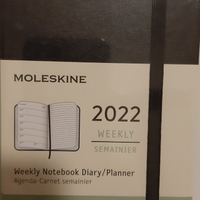 MOLESKINE
2022
WEEKLY
SEMAINIER
Weekly Notebook Diary/Planner
Agenda-Carnet semainier